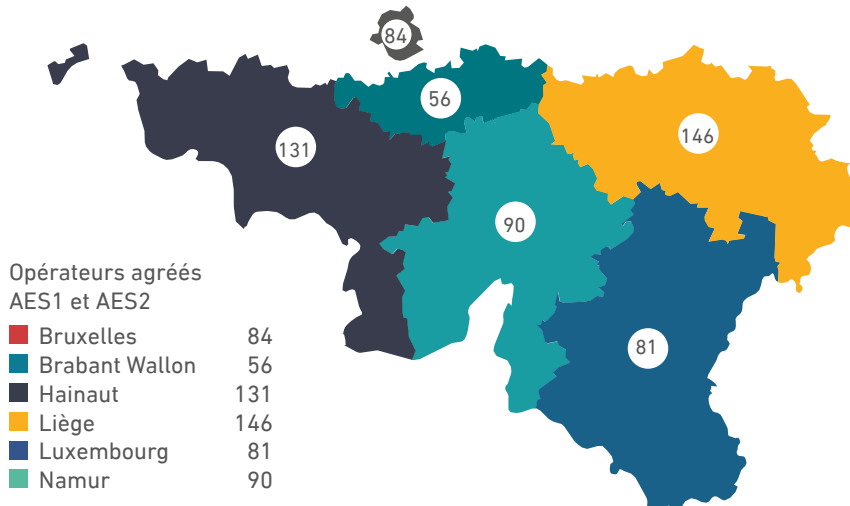 84
56
131
146
90
81
Opérateurs agréés
AES1 et AES2
Bruxelles 84
Brabant Wallon 56
Hainaut 131
Liège 146
Luxembourg 81
Namur 90